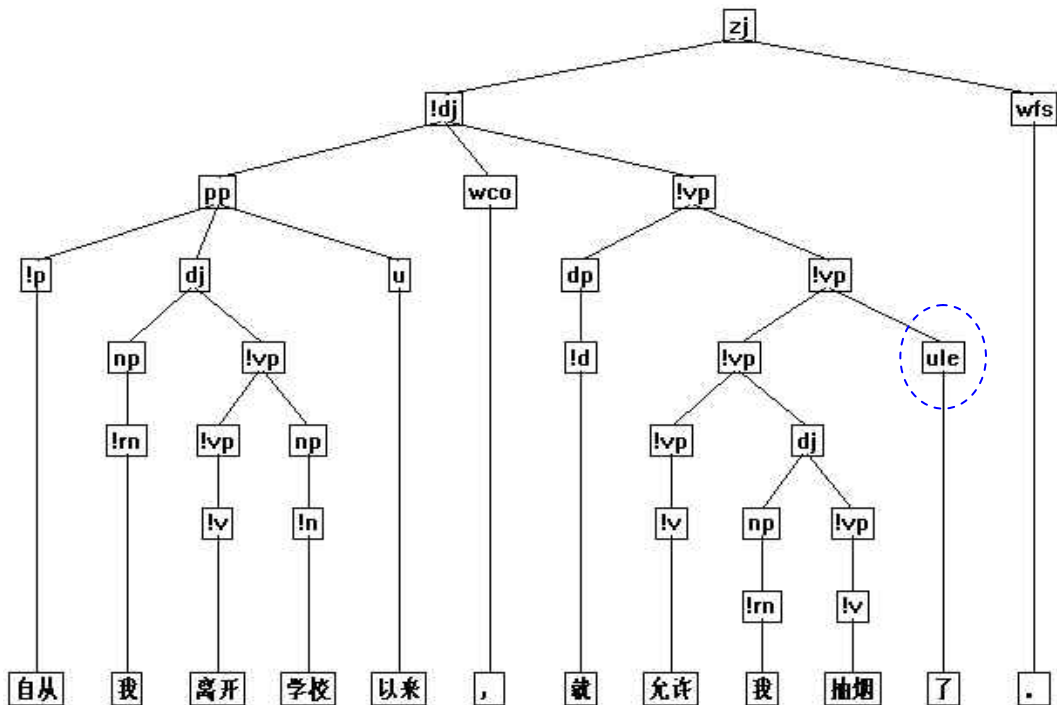 zj
!dj wfs
pp wco !vp
!p dj u dp !vp
np !vp !d !vp ule
!rn !vp np !vp dj
!v !n !v np !vp
!rn !v
自从 我 离开 学校 以来 , 就 允许 我 抽烟 了 .